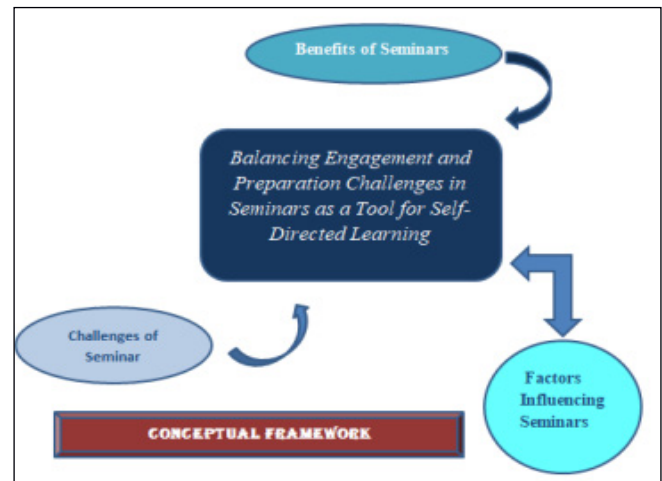 Benefits of Seminars
Balancing Engagement and
Preparation Challenges in
Seminars as a Tool for Self-
Directed Learning
Challenges of
Seminar
Factors
Influencing
Seminars
CONCEPTUAL FRAMEWORK